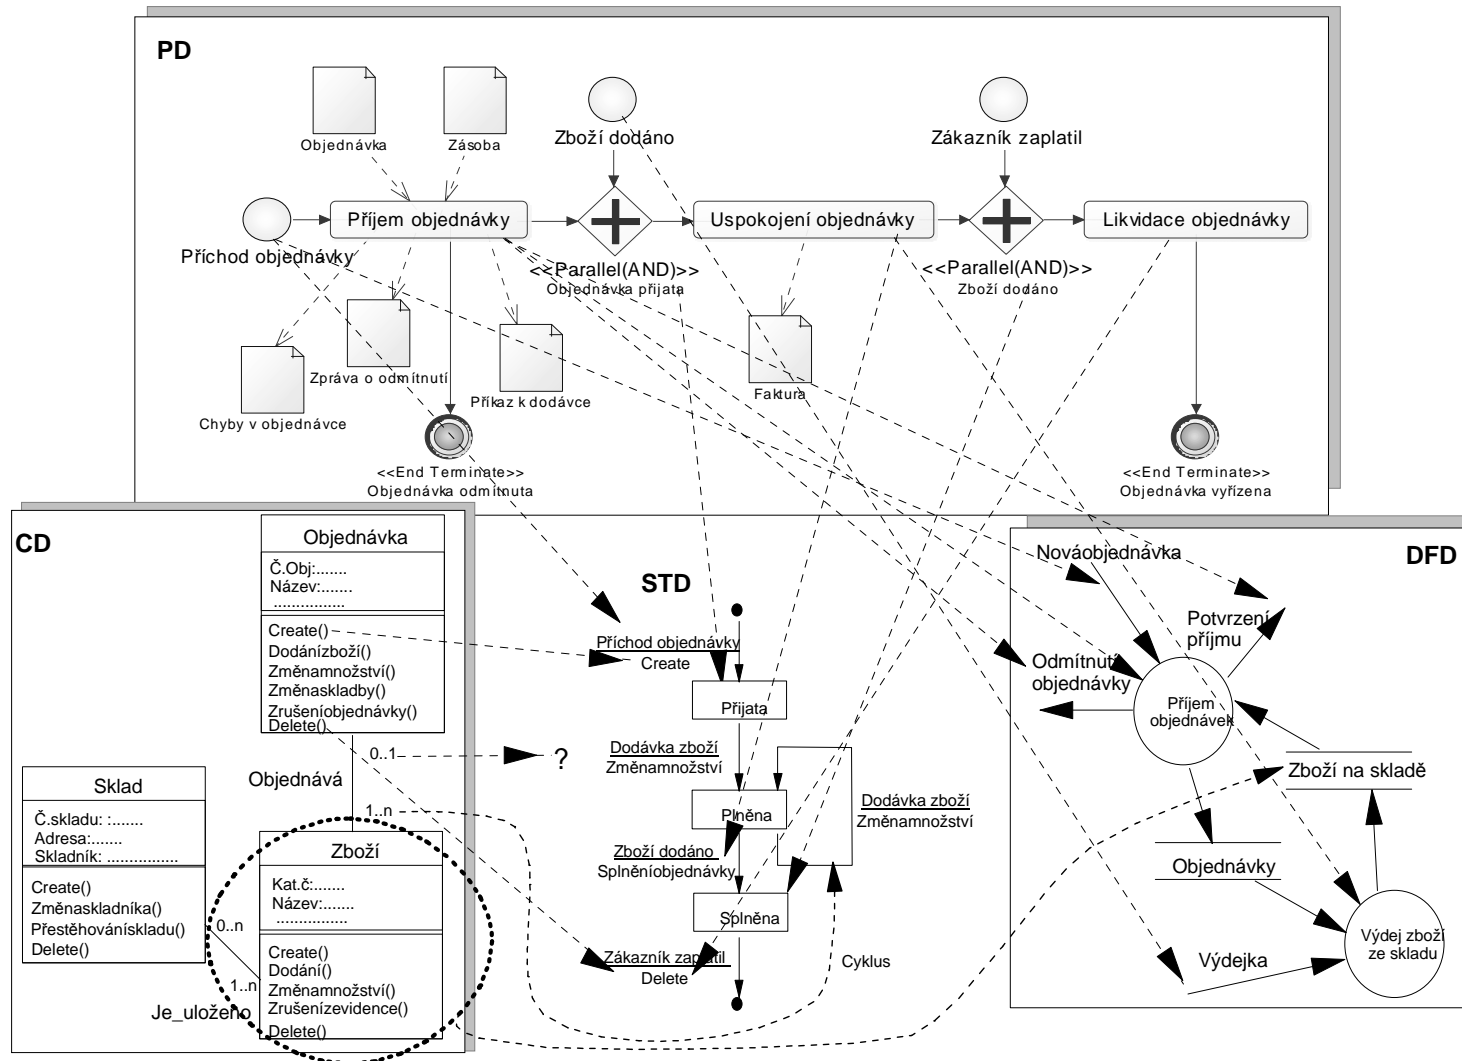 PD
Objednávka
Zásoba
Zboží dodáno
Zákazník zaplatil
Příjem objednávky
Uspokojení objednávky
Likvidace objednávky
Příchod objednávky
<<Parallel(AND)>>
Objednávka přijata
<<Parallel(AND)>>
Zboží dodáno
Chyby v objednávce
Zpráva o odmítnutí
Příkaz k dodávce
Faktura
<<End Terminate>>
Objednávka odmítnuta
<<End Terminate>>
Objednávka vyřízena
CD
Objednávka
Č.Obj:.......
Název:.......
................
Create()
Dodánízboží()
Změnamnožství()
Změnaskladby()
Zrušeníobjednávky()
Delete()
0..1
?
Objednává
1..n
Sklad
Č.skladu: :.......
Adresa:.......
Skladník: ................
Create()
Změnaskladníka()
Přestěhovánískladu()
Delete()
0..n
1..n
Je_uloženo
Zboží
Kat.č:.......
Název:.......
................
Create()
Dodání()
Změnamnožství()
Zrušenízevidence()
Delete()
STD
Příchod objednávky
Create
Přijata
Dodávka zboží
Změnamnožství
Plněna
Dodávka zboží
Změnamnožství
Zboží dodáno
Splněníobjednávky
Splněna
Zákazník zaplatil
Delete
Cyklus
DFD
Nováobjednávka
Potvrzení
příjmu
Odmítnutí
objednávky
Příjem
objednávek
Zboží na skladě
Objednávky
Výdejka
Výdej zboží
ze skladu